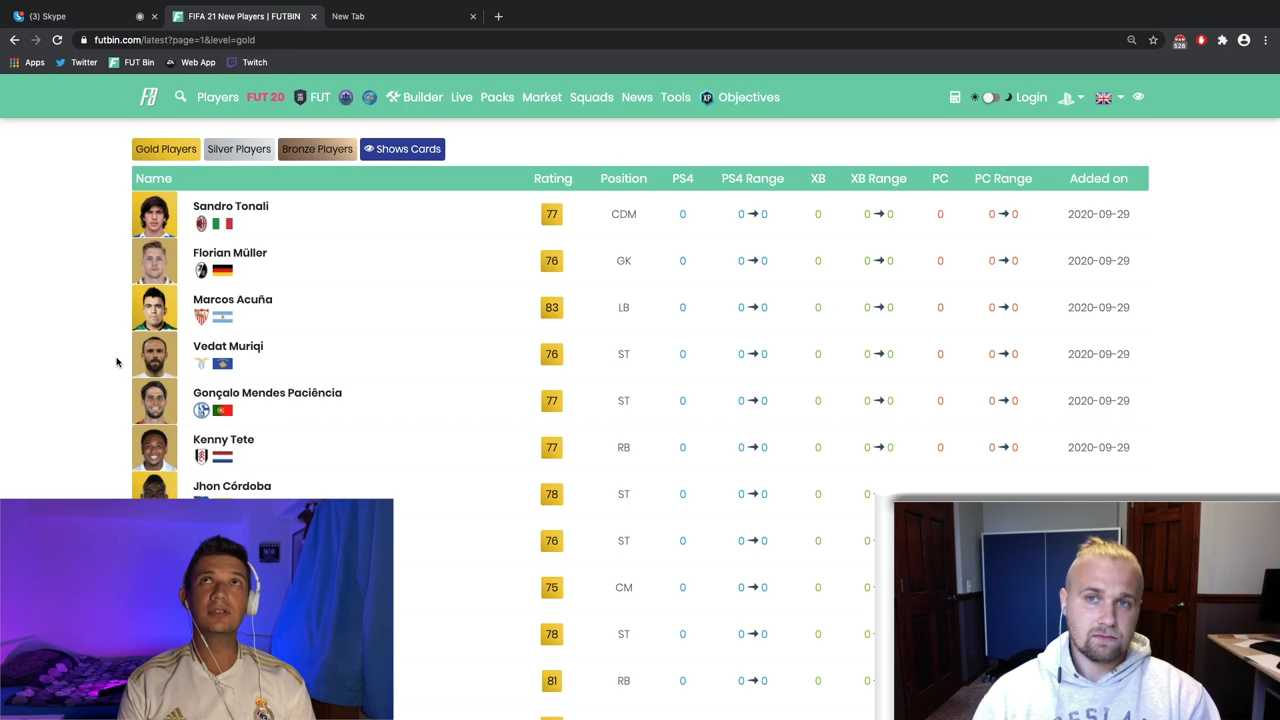 (3) Skype
FIFA 21 New Players | FUTBIN
New Tab
futbin.com/latest?page=1&level=gold
528
Apps Twitter FUT Bin Web App Twitch
Players FUT 20 FUT Builder Live Packs Market Squads News Tools XP Objectives Login
Gold Players Silver Players Bronze Players Shows Cards
Name Rating Position PS4 PS4 Range XB XB Range PC PC Range Added on
Sandro Tonali 77 CDM 0 0 → 0 0 0 → 0 0 0 → 0 2020-09-29
Florian Müller 76 GK 0 0 → 0 0 0 → 0 0 0 → 0 2020-09-29
Marcos Acuña 83 LB 0 0 → 0 0 0 → 0 0 0 → 0 2020-09-29
Vedat Muriqi 76 ST 0 0 → 0 0 0 → 0 0 0 → 0 2020-09-29
Gonçalo Mendes Paciência 77 ST 0 0 → 0 0 0 → 0 0 0 → 0 2020-09-29
Kenny Tete 77 RB 0 0 → 0 0 0 → 0 0 0 → 0 2020-09-29
Jhon Córdoba 78 ST 0 0 → 0 0 0
76 ST 0 0 → 0 0 0
75 CM 0 0 → 0 0 0
78 ST 0 0 → 0 0 0
81 RB 0 0 → 0 0 0